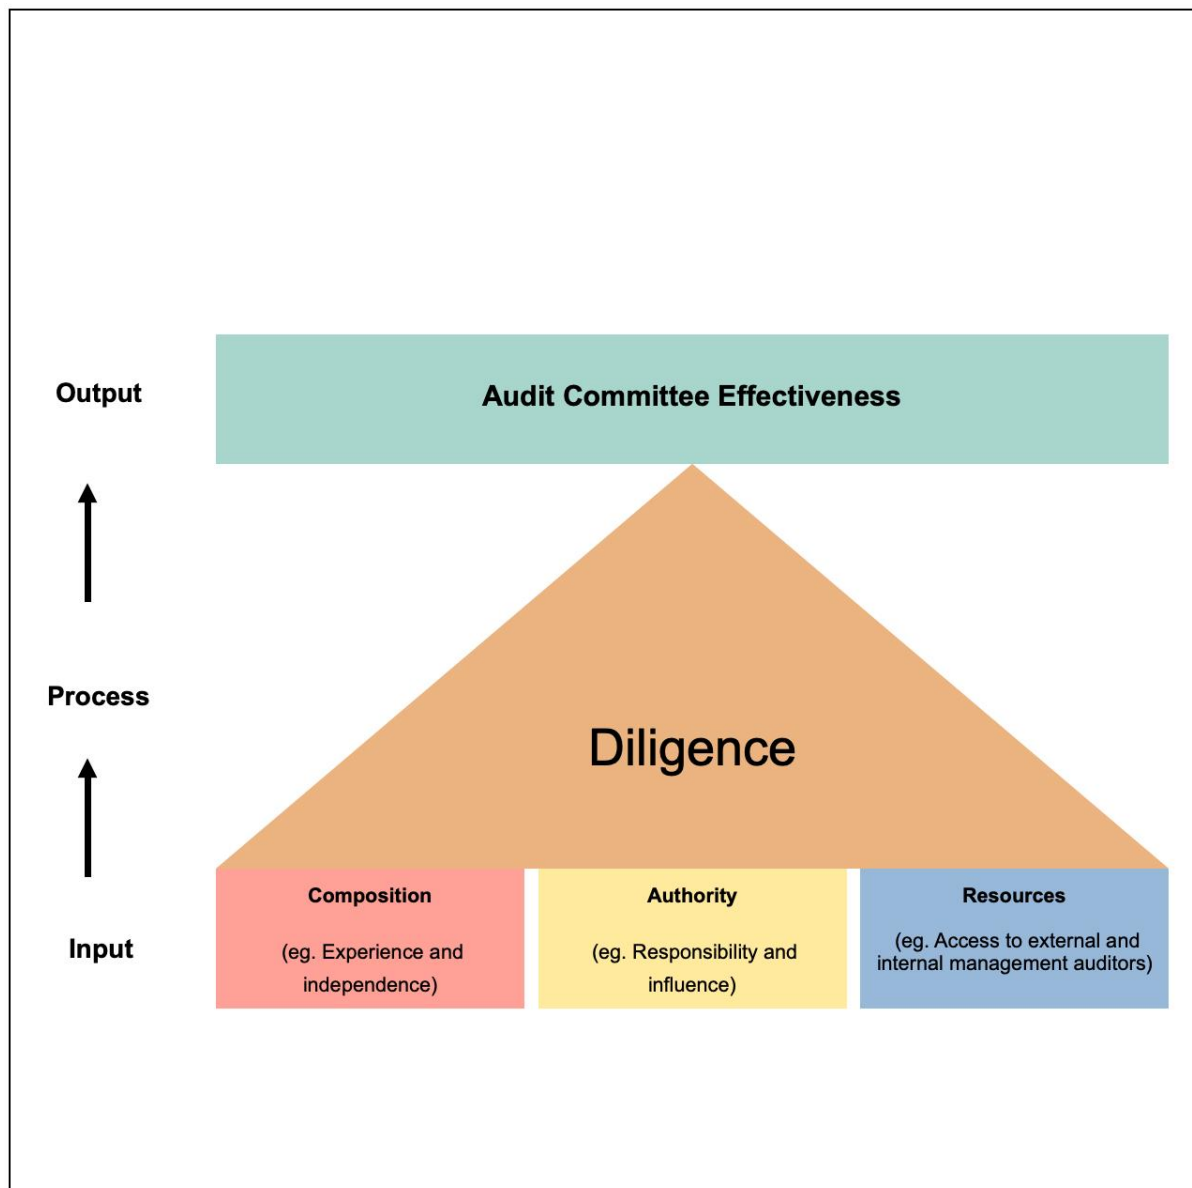 Output
Audit Committee Effectiveness
Process
Diligence
Input
Composition
(eg. Experience and
independence)
Authority
(eg. Responsibility and
influence)
Resources
(eg. Access to external and
internal management auditors)